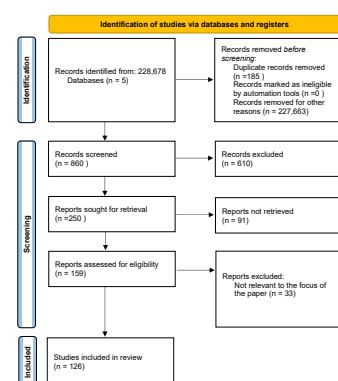 Identification of studies via databases and registers
Identification
Records identified from: 228,678
Databases (n = 5)
Records removed before
screening:
Duplicate records removed
(n =185 )
Records marked as ineligible
by automation tools (n =0 )
Records removed for other
reasons (n = 227,663)
Screening
Records screened
(n = 860 )
Records excluded
(n = 610)
Reports sought for retrieval
(n =250 )
Reports not retrieved
(n = 91)
Reports assessed for eligibility
(n = 159)
Reports excluded:
Not relevant to the focus of
the paper (n = 33)
Included
Studies included in review
(n = 126)